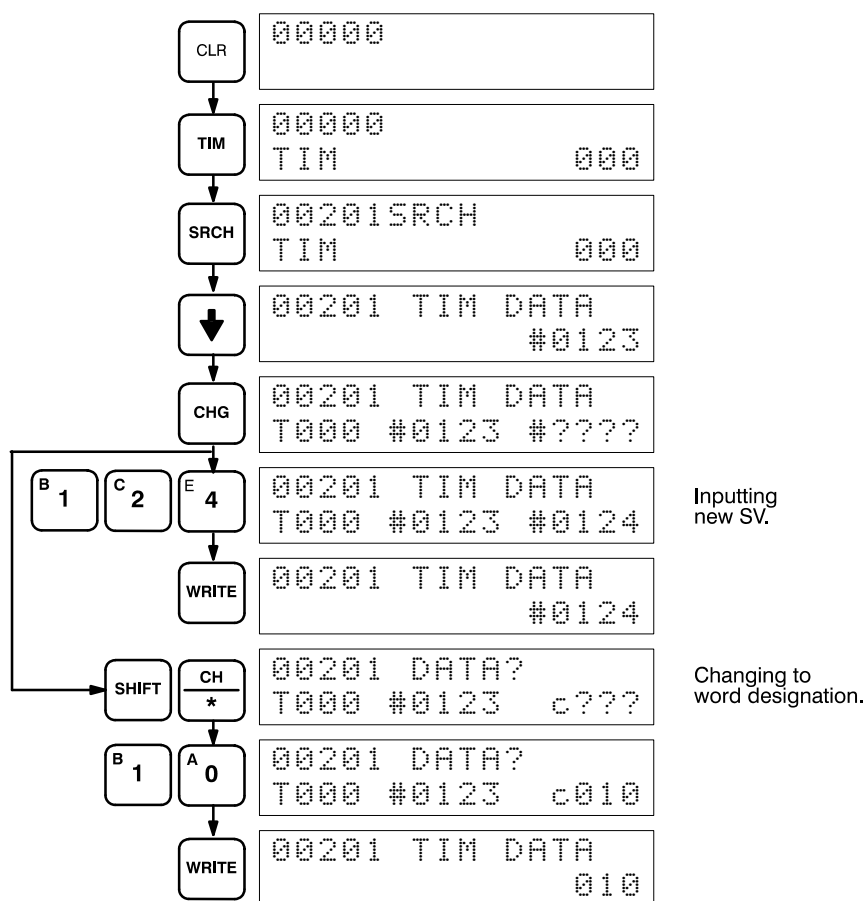 CLR
00000
TIM
00000
TIM 000
SRCH
00201SRCH
TIM 000
00201 TIM DATA
#0123
CHG
00201 TIM DATA
T000 #0123 #????
B 1
C 2
E 4
00201 TIM DATA
T000 #0123 #0124
Inputting
new SV.
WRITE
00201 TIM DATA
#0124
SHIFT
CH
*
00201 DATA?
T000 #0123 c???
Changing to
word designation.
B 1
A 0
00201 DATA?
T000 #0123 c010
WRITE
00201 TIM DATA
010